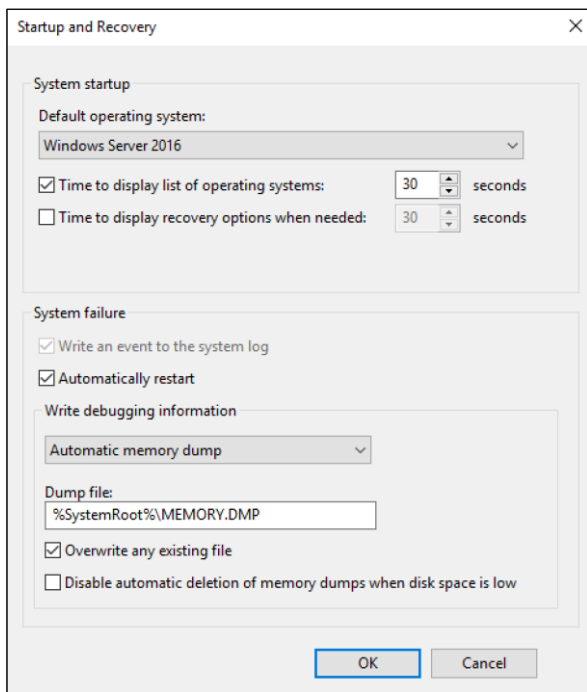 Startup and Recovery
System startup
Default operating system:
Windows Server 2016
Time to display list of operating systems: 30 seconds
Time to display recovery options when needed: 30 seconds
System failure
Write an event to the system log
Automatically restart
Write debugging information
Automatic memory dump
Dump file:
%SystemRoot%\MEMORY.DMP
Overwrite any existing file
Disable automatic deletion of memory dumps when disk space is low
OK Cancel